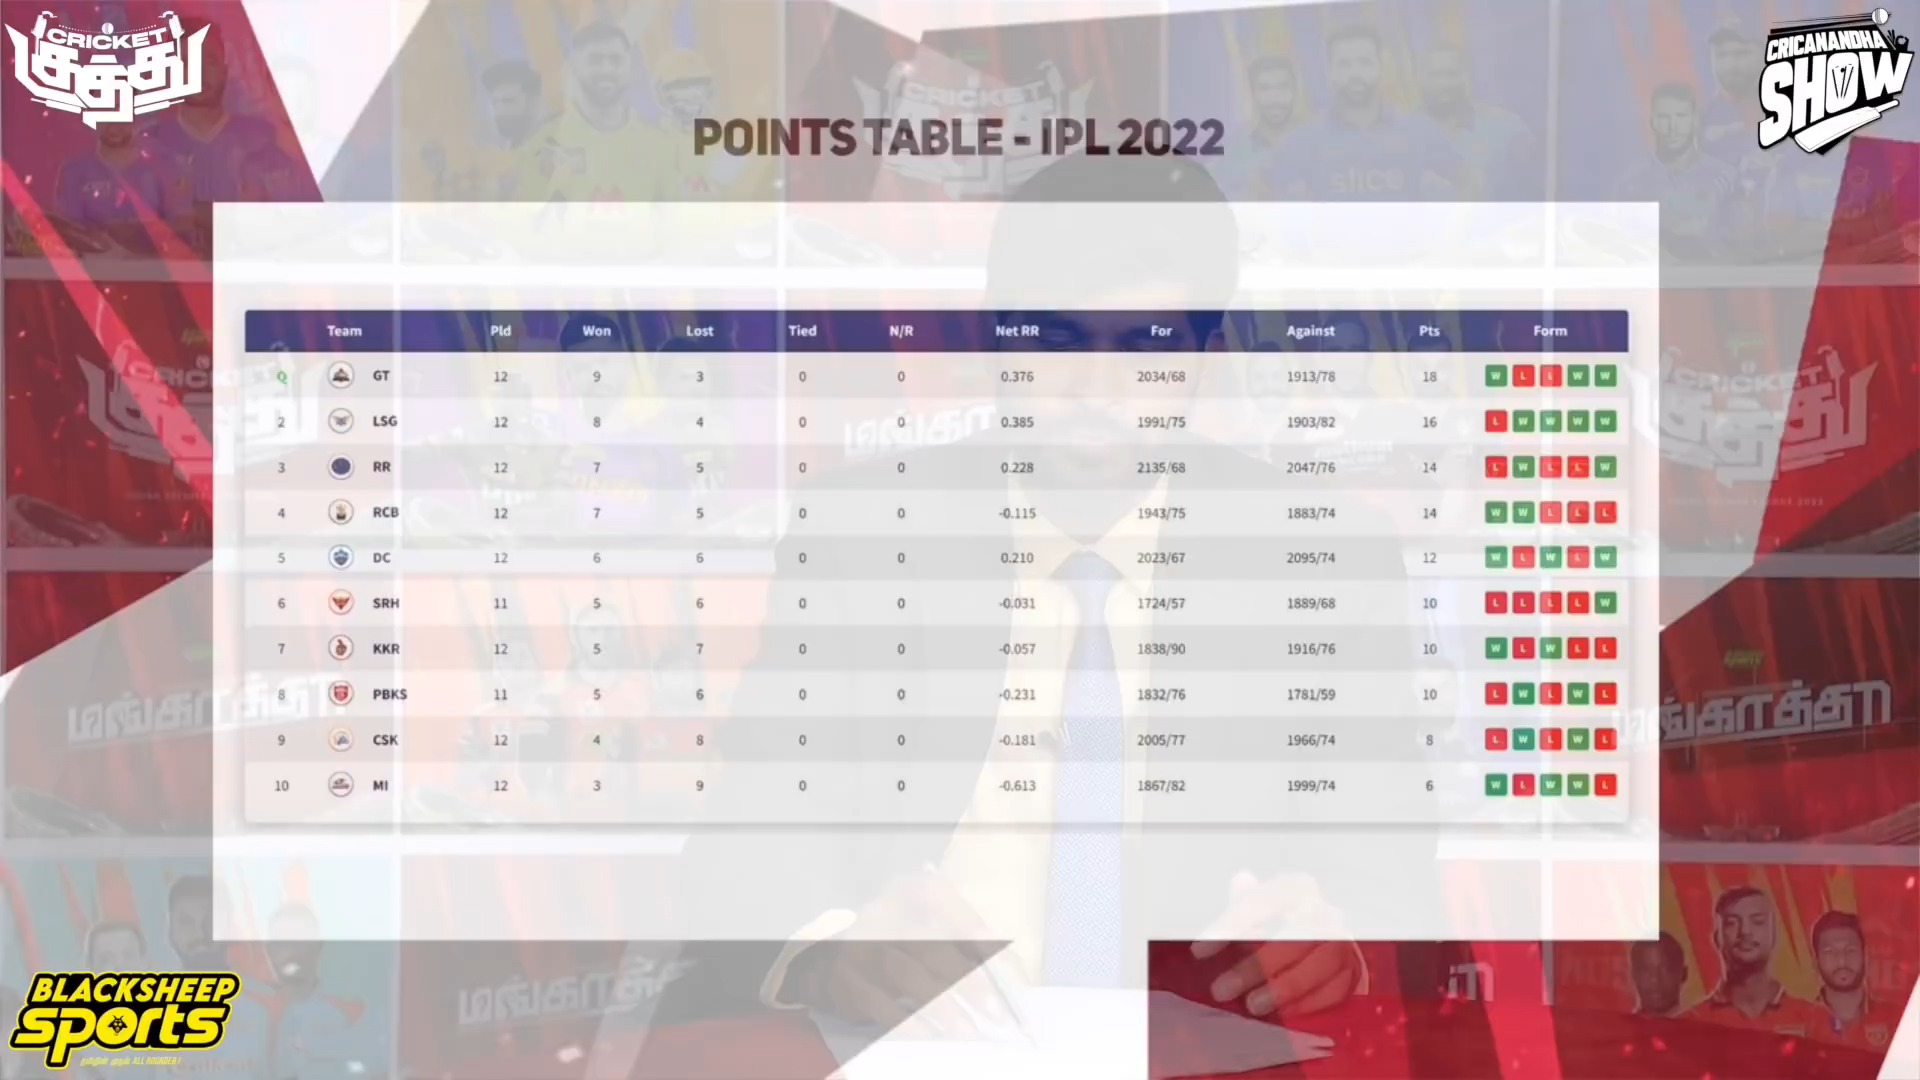 CRICKET
குத்து
CRICANANDHA
SHOW
POINTS TABLE - IPL 2022
Team Pld Won Lost Tied N/R Net RR For Against Pts Form
Q GT 12 9 3 0 0 0.376 2034/68 1913/78 18 W L L W W
2 LSG 12 8 4 0 0 0.385 1991/75 1903/82 16 L W W W W
3 RR 12 7 5 0 0 0.228 2135/68 2047/76 14 L W L L W
4 RCB 12 7 5 0 0 -0.115 1943/75 1883/74 14 W W L L L
5 DC 12 6 6 0 0 0.210 2023/67 2095/74 12 W L W L W
6 SRH 11 5 6 0 0 -0.031 1724/57 1889/68 10 L L L L W
7 KKR 12 5 7 0 0 -0.057 1838/90 1916/76 10 W L W L L
8 PBKS 11 5 6 0 0 -0.231 1832/76 1781/59 10 L W L W L
9 CSK 12 4 8 0 0 -0.181 2005/77 1966/74 8 L W L W L
10 MI 12 3 9 0 0 -0.613 1867/82 1999/74 6 W L W W L
CRICKET
குத்து
CRICKET
குத்து
CRICKET
slice
மங்காத்தா
மங்காத்தா
BLACKSHEEP
sports
ALL ROUNDER!